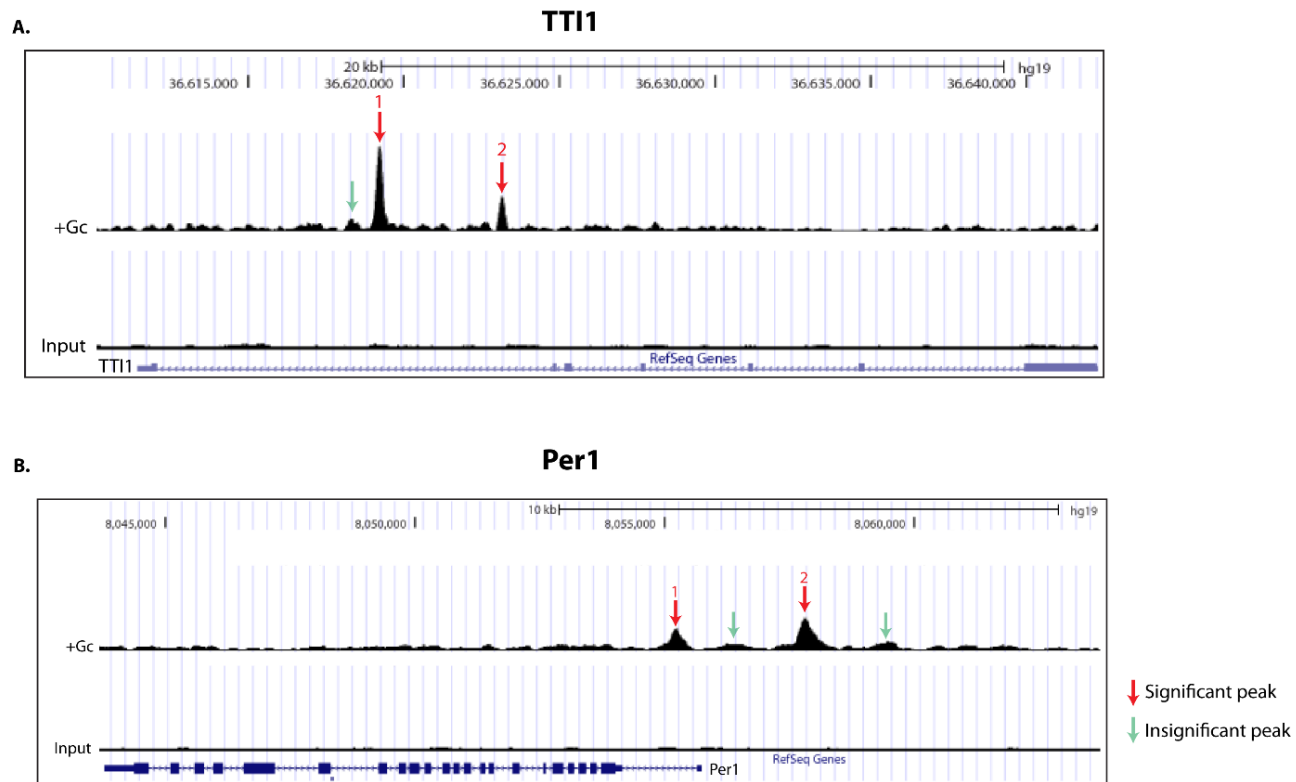 A.
TTI1
20 kb hg19
36,615,000 36,620,000 36,625,000 36,630,000 36,635,000 36,640,000
1
2
+Gc
Input
RefSeq Genes
TTI1
B.
Per1
10 kb hg19
8,045,000 8,050,000 8,055,000 8,060,000
1 2
+Gc
Significant peak
Insignificant peak
Input
RefSeq Genes
Per1